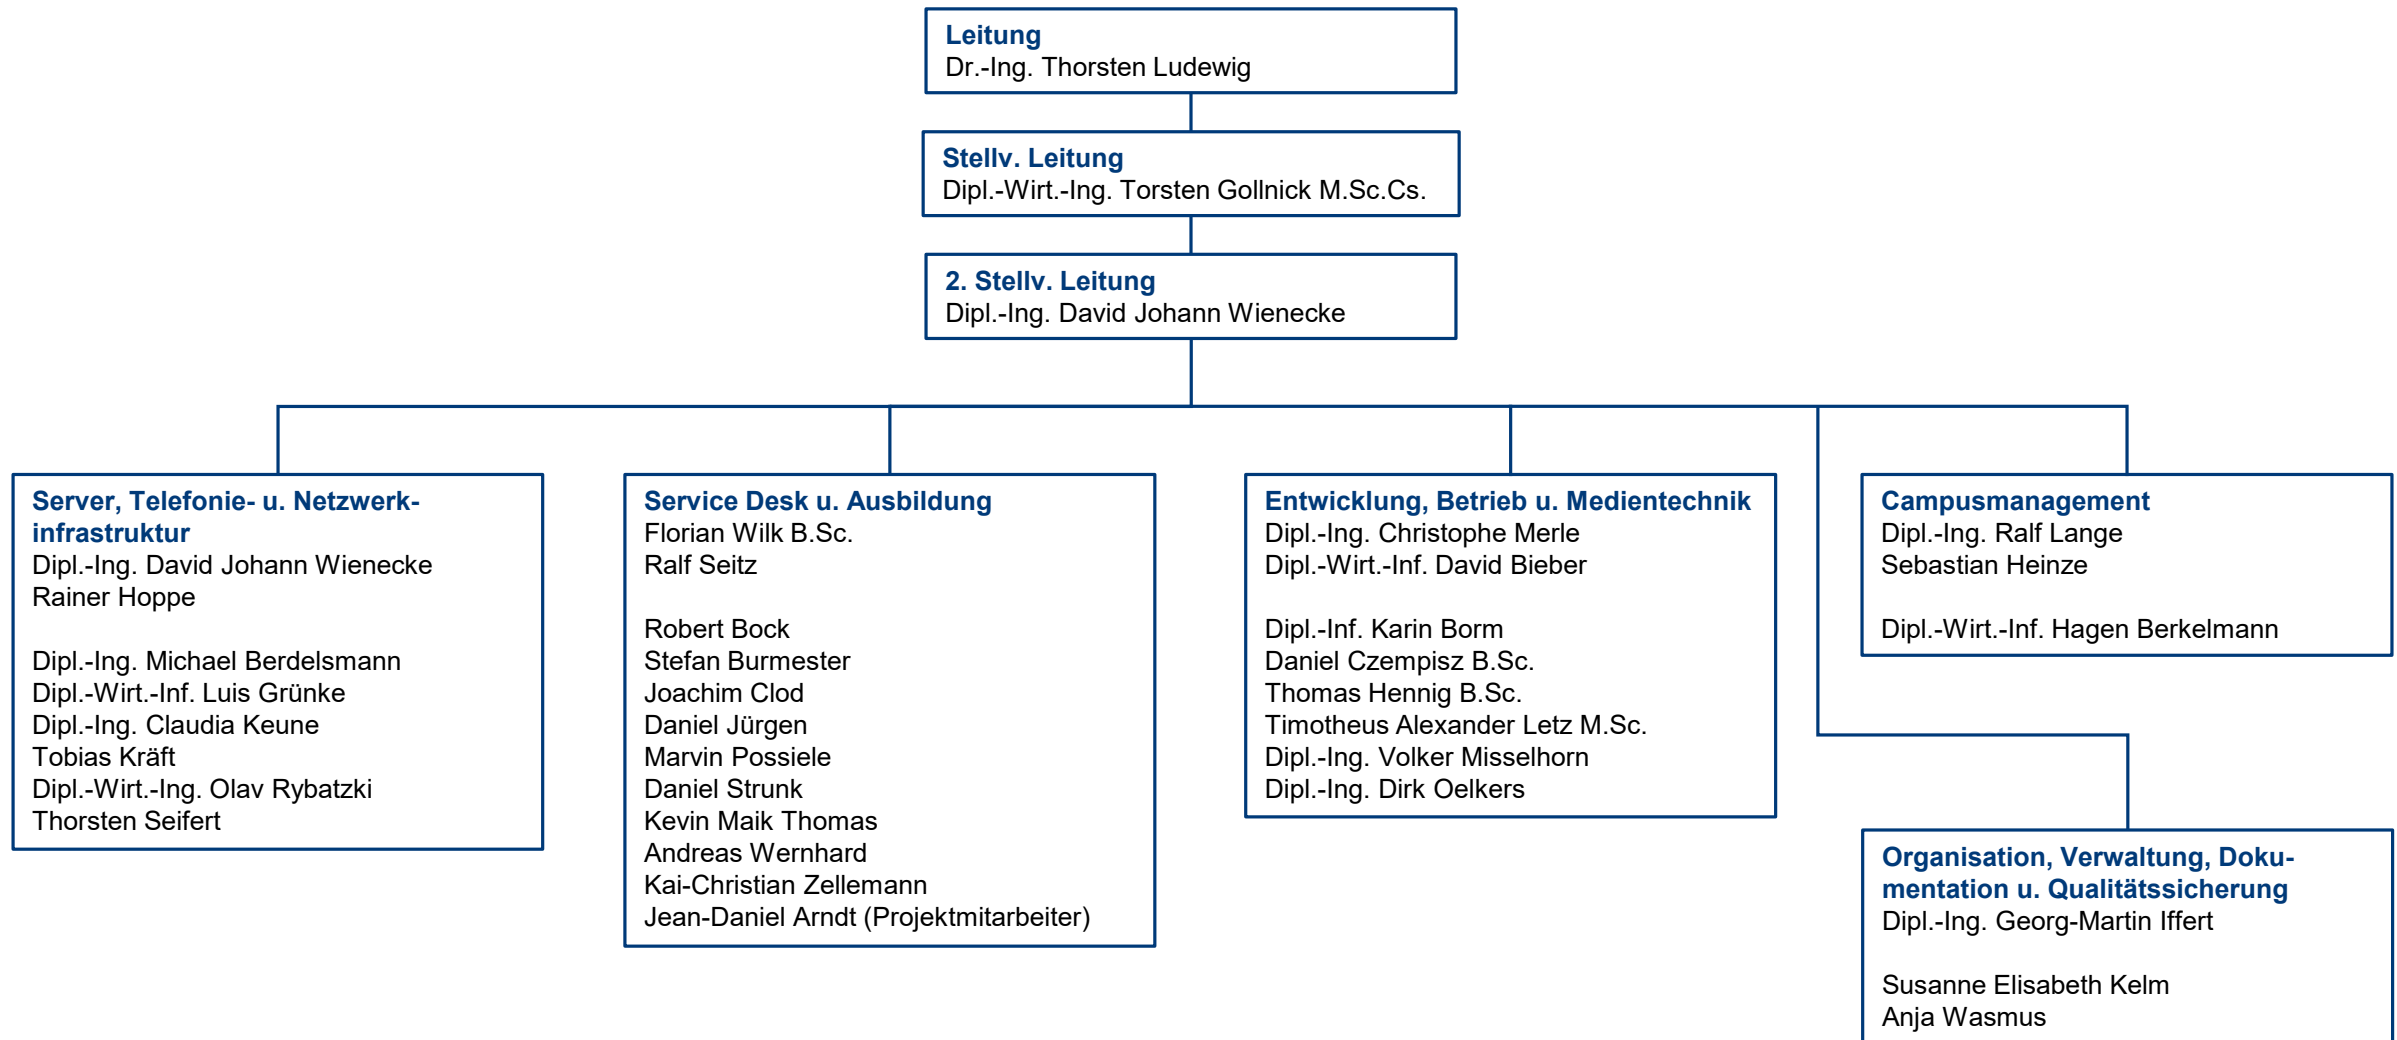 Leitung
Dr.-Ing. Thorsten Ludewig
Stellv. Leitung
Dipl.-Wirt.-Ing. Torsten Gollnick M.Sc.Cs.
2. Stellv. Leitung
Dipl.-Ing. David Johann Wienecke
Server, Telefonie- u. Netzwerk-
infrastruktur
Dipl.-Ing. David Johann Wienecke
Rainer Hoppe
Dipl.-Ing. Michael Berdelsmann
Dipl.-Wirt.-Inf. Luis Grünke
Dipl.-Ing. Claudia Keune
Tobias Kräft
Dipl.-Wirt.-Ing. Olav Rybatzki
Thorsten Seifert
Service Desk u. Ausbildung
Florian Wilk B.Sc.
Ralf Seitz
Robert Bock
Stefan Burmester
Joachim Clod
Daniel Jürgen
Marvin Possiele
Daniel Strunk
Kevin Maik Thomas
Andreas Wernhard
Kai-Christian Zellemann
Jean-Daniel Arndt (Projektmitarbeiter)
Entwicklung, Betrieb u. Medientechnik
Dipl.-Ing. Christophe Merle
Dipl.-Wirt.-Inf. David Bieber
Dipl.-Inf. Karin Borm
Daniel Czempisz B.Sc.
Thomas Hennig B.Sc.
Timotheus Alexander Letz M.Sc.
Dipl.-Ing. Volker Misselhorn
Dipl.-Ing. Dirk Oelkers
Campusmanagement
Dipl.-Ing. Ralf Lange
Sebastian Heinze
Dipl.-Wirt.-Inf. Hagen Berkelmann
Organisation, Verwaltung, Doku-
mentation u. Qualitätssicherung
Dipl.-Ing. Georg-Martin Iffert
Susanne Elisabeth Kelm
Anja Wasmus